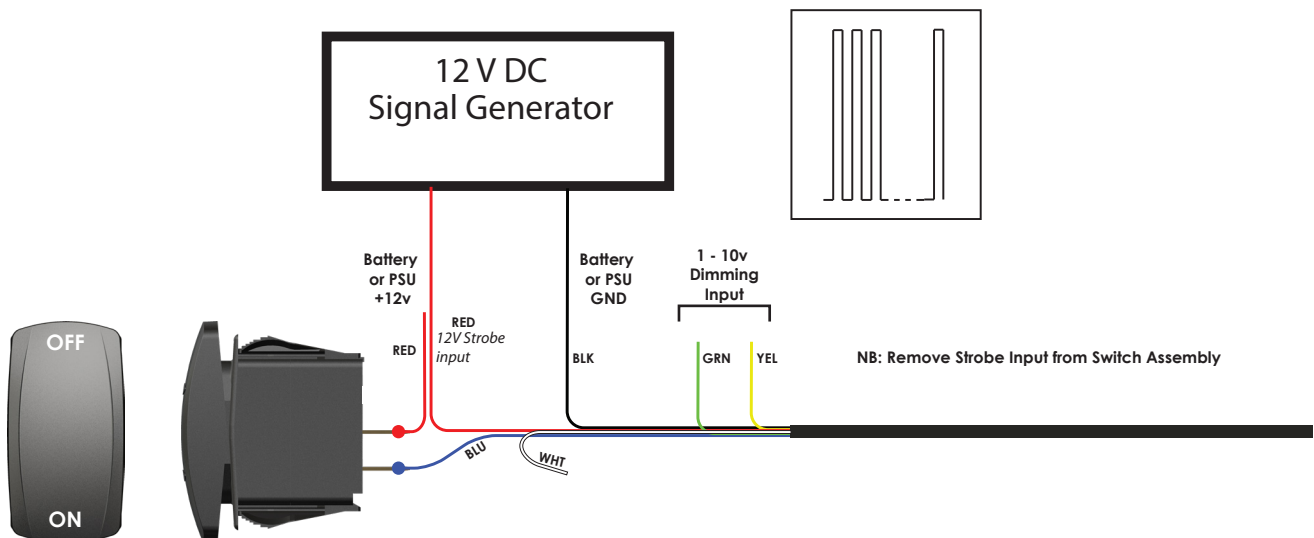 12 V DC
Signal Generator
Battery
or PSU
+12v
Battery
or PSU
GND
1 - 10v
Dimming
Input
RED
12V Strobe
input
RED
BLK
GRN
YEL
NB: Remove Strobe Input from Switch Assembly
OFF
ON
BLU
WHT